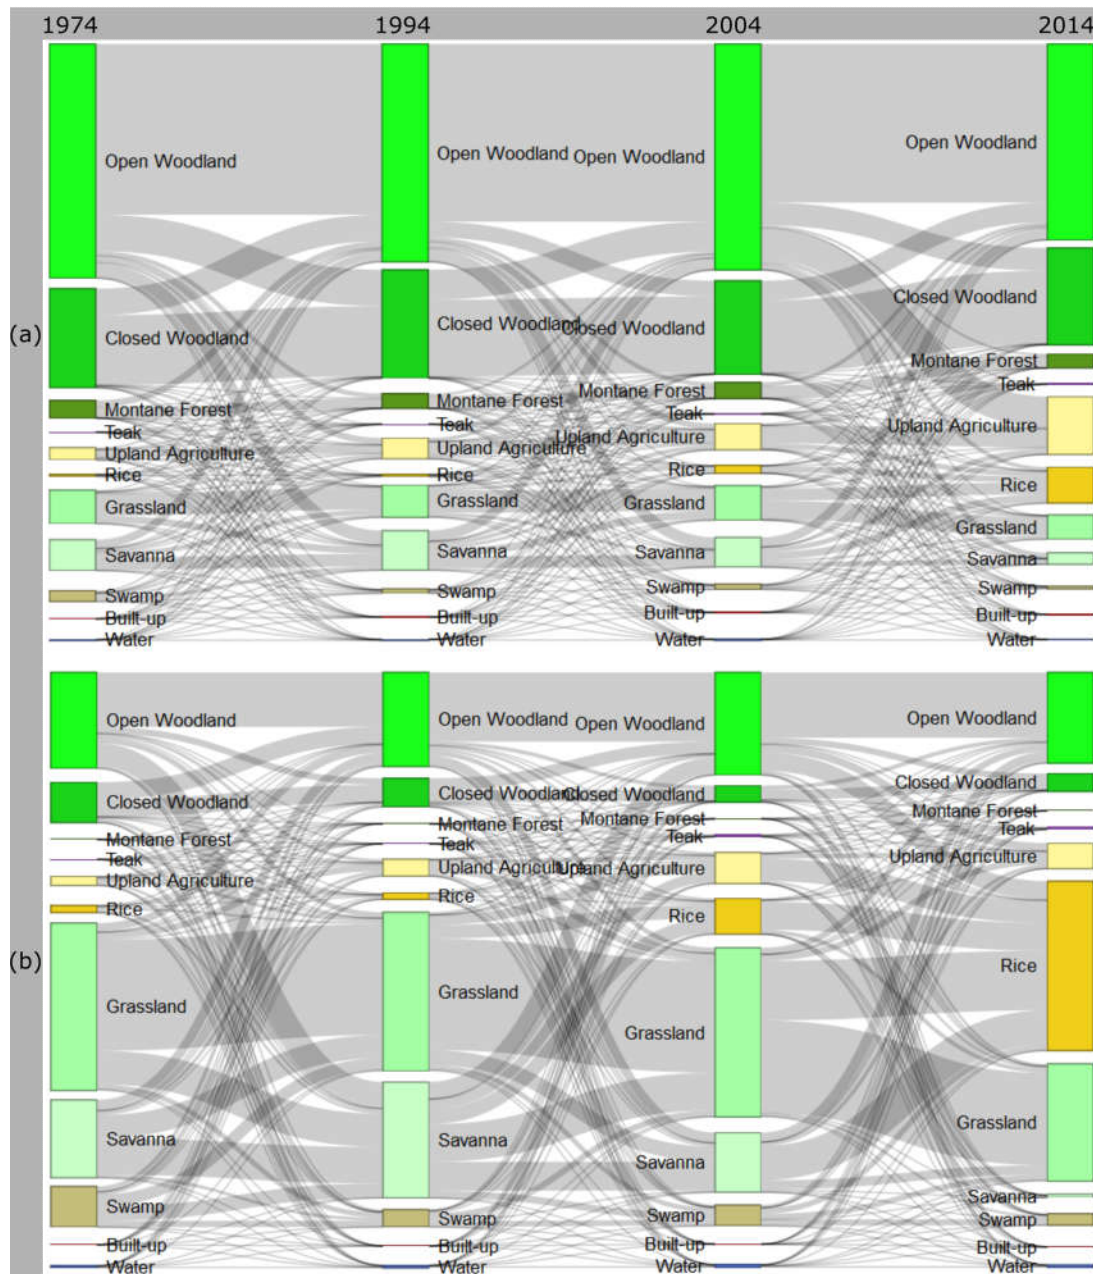 1974 1994 2004 2014
(a)
Open Woodland
Closed Woodland
Montane Forest
Teak
Upland Agriculture
Rice
Grassland
Savanna
Swamp
Built-up
Water
Open Woodland
Closed Woodland
Montane Forest
Teak
Upland Agriculture
Rice
Grassland
Savanna
Swamp
Built-up
Water
Open Woodland
Closed Woodland
Montane Forest
Teak
Upland Agriculture
Rice
Grassland
Savanna
Swamp
Built-up
Water
Open Woodland
Closed Woodland
Montane Forest
Teak
Upland Agriculture
Rice
Grassland
Savanna
Swamp
Built-up
Water
(b)
Open Woodland
Closed Woodland
Montane Forest
Teak
Upland Agriculture
Rice
Grassland
Savanna
Swamp
Built-up
Water
Open Woodland
Closed Woodland
Montane Forest
Teak
Upland Agriculture
Rice
Grassland
Savanna
Swamp
Built-up
Water
Open Woodland
Closed Woodland
Montane Forest
Teak
Upland Agriculture
Rice
Grassland
Savanna
Swamp
Built-up
Water
Open Woodland
Closed Woodland
Montane Forest
Teak
Upland Agriculture
Rice
Grassland
Savanna
Swamp
Built-up
Water